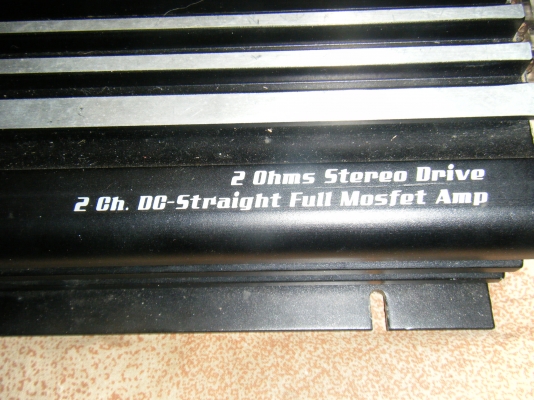 2 Ohms Stereo Drive
2 Ch. DC-Straight Full Mosfet Amp